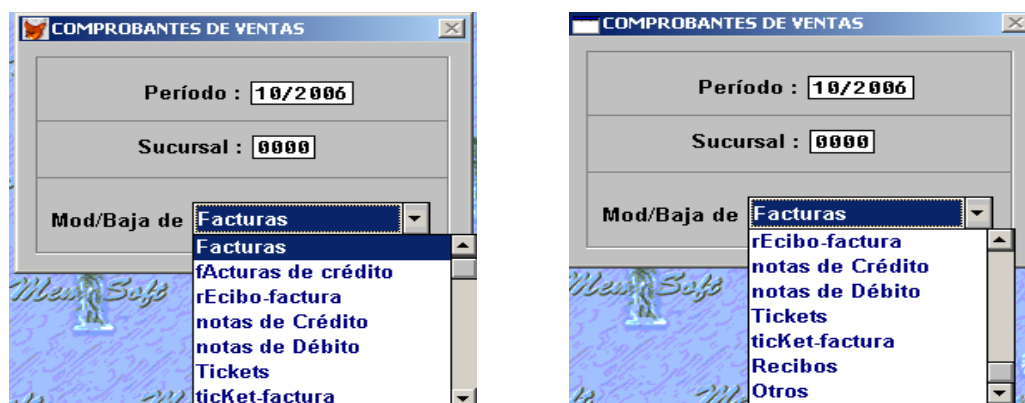 COMPROBANTES DE VENTAS
Período : 10/2006
Sucursal : 0000
Mod/Baja de Facturas
Facturas
fActuras de crédito
rEcibo-factura
notas de Crédito
notas de Débito
Tickets
ticKet-factura
COMPROBANTES DE VENTAS
Período : 10/2006
Sucursal : 0000
Mod/Baja de Facturas
rEcibo-factura
notas de Crédito
notas de Débito
Tickets
ticKet-factura
Recibos
Otros